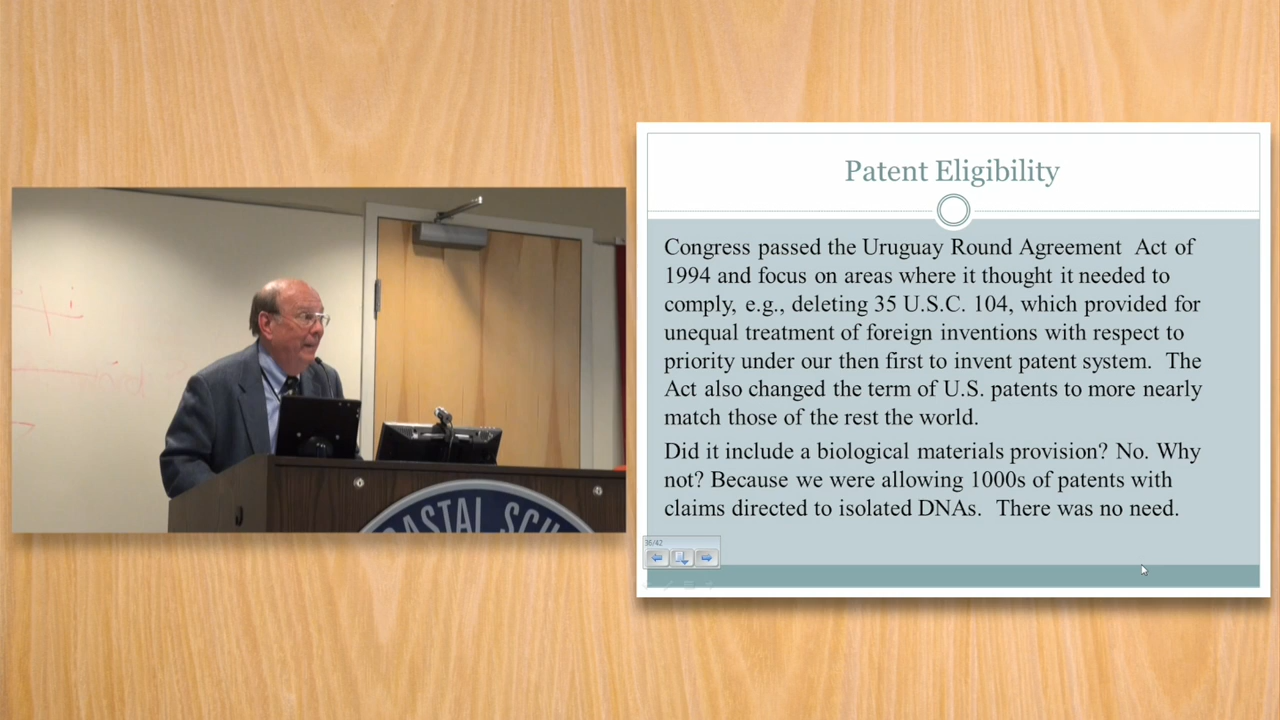 Patent Eligibility
Congress passed the Uruguay Round Agreement Act of
1994 and focus on areas where it thought it needed to
comply, e.g., deleting 35 U.S.C. 104, which provided for
unequal treatment of foreign inventions with respect to
priority under our then first to invent patent system. The
Act also changed the term of U.S. patents to more nearly
match those of the rest the world.
Did it include a biological materials provision? No. Why
not? Because we were allowing 1000s of patents with
claims directed to isolated DNAs. There was no need.
36/42
COASTAL SCH